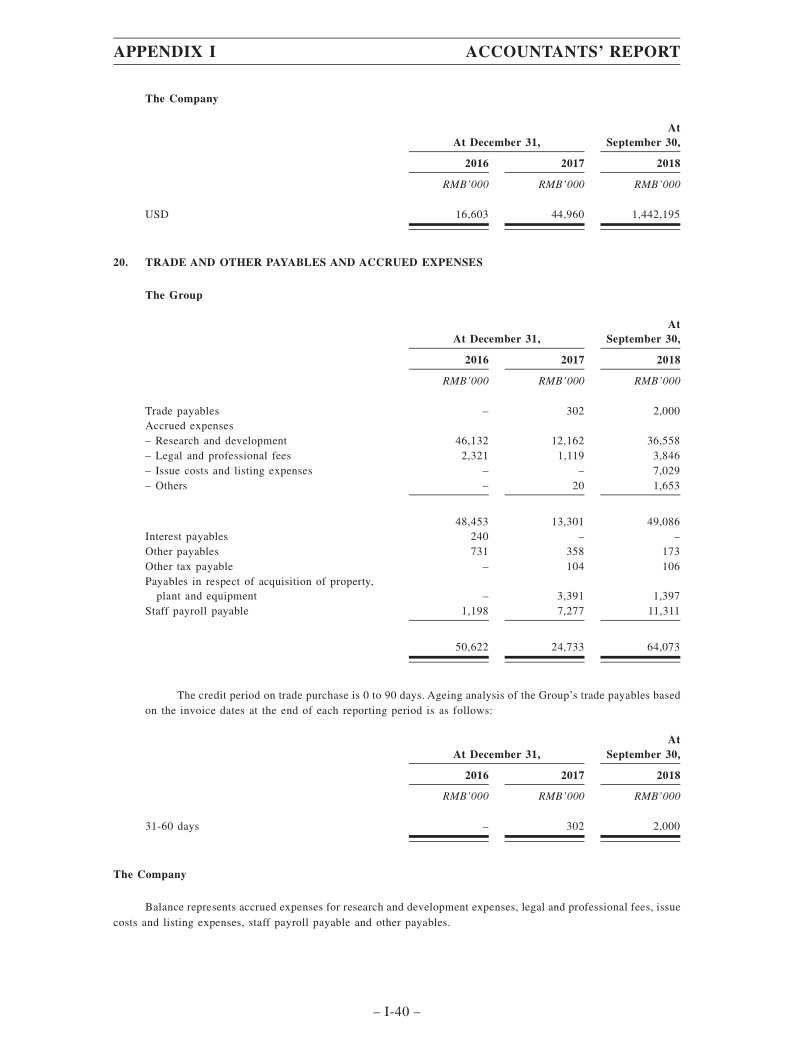 APPENDIX I ACCOUNTANTS’ REPORT
The Company
At
At December 31, September 30,
2016 2017 2018
RMB’000 RMB’000 RMB’000
USD 16,603 44,960 1,442,195
20. TRADE AND OTHER PAYABLES AND ACCRUED EXPENSES
The Group
At
At December 31, September 30,
2016 2017 2018
RMB’000 RMB’000 RMB’000
Trade payables – 302 2,000
Accrued expenses
– Research and development 46,132 12,162 36,558
– Legal and professional fees 2,321 1,119 3,846
– Issue costs and listing expenses – – 7,029
– Others – 20 1,653
48,453 13,301 49,086
Interest payables 240 – –
Other payables 731 358 173
Other tax payable – 104 106
Payables in respect of acquisition of property,
plant and equipment – 3,391 1,397
Staff payroll payable 1,198 7,277 11,311
50,622 24,733 64,073
The credit period on trade purchase is 0 to 90 days. Ageing analysis of the Group’s trade payables based
on the invoice dates at the end of each reporting period is as follows:
At
At December 31, September 30,
2016 2017 2018
RMB’000 RMB’000 RMB’000
31-60 days – 302 2,000
The Company
Balance represents accrued expenses for research and development expenses, legal and professional fees, issue
costs and listing expenses, staff payroll payable and other payables.
– I-40 –